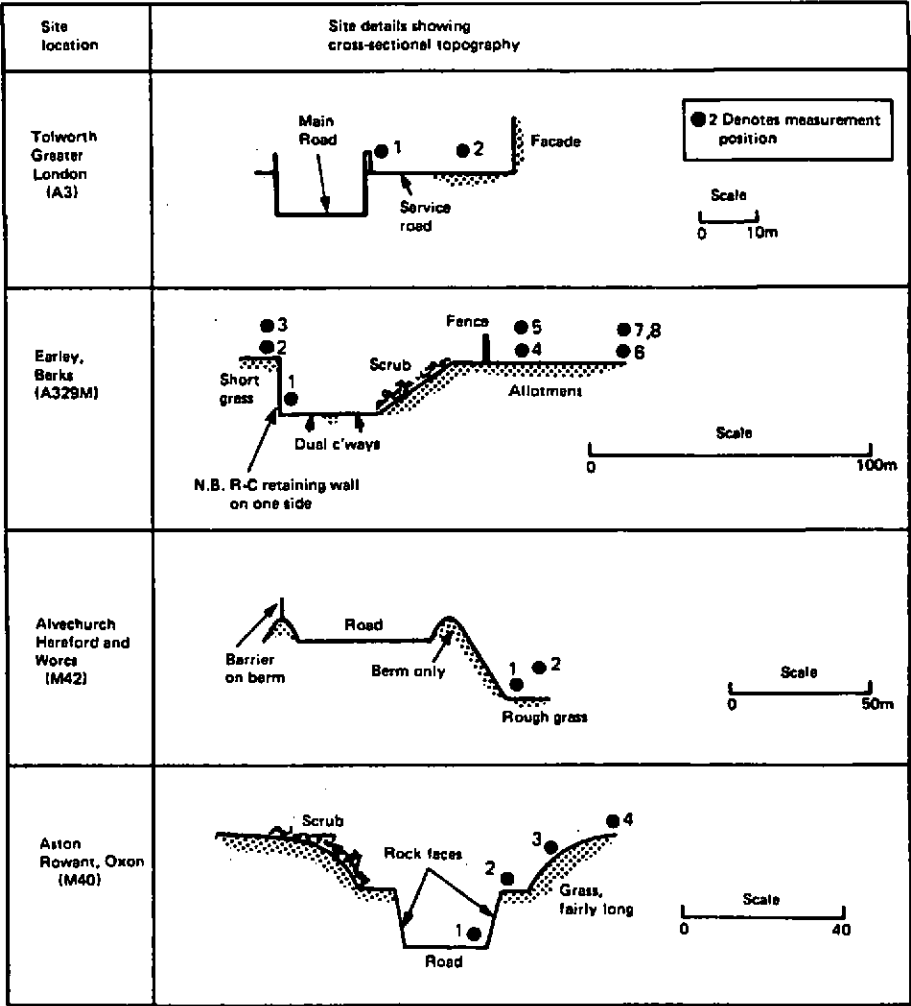 Site
location
Site details showing
cross-sectional topography
Tolworth
Greater
London
(A3)
Main
Road
1
2
Facade
Service
road
2 Denotes measurement
position
Scale
0 10m
Earley,
Berks
(A329M)
3
2
Short
grass
1
Scrub
Fence
5
4
7,8
6
Allotment
Dual c'ways
N.B. R-C retaining wall
on one side
Scale
0 100m
Alvechurch
Hereford and
Worcs
(M42)
Road
Barrier
on berm
Berm only
1
2
Rough grass
Scale
0 50m
Aston
Rowant, Oxon
(M40)
Scrub
Rock faces
1
2
3
4
Grass,
fairly long
Road
Scale
0 40